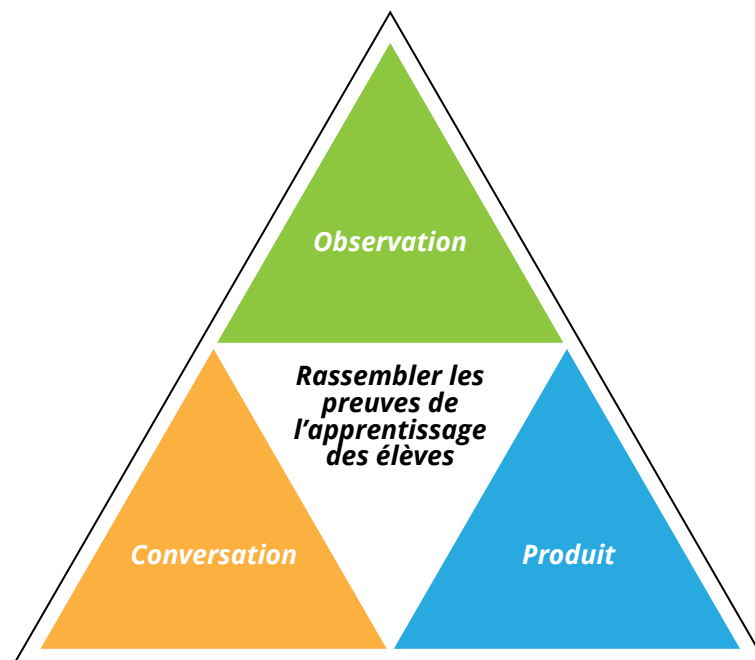 Observation
Rassembler les
preuves de
l’apprentissage
des élèves
Conversation
Produit